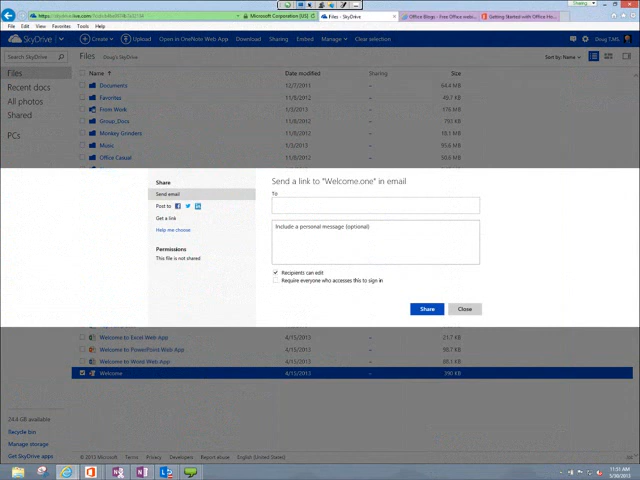 File Edit View Favorites Tools Help
Microsoft Corporation [US]
Files - SkyDrive
Office Blogs - Free Office webi...
Getting Started with Office Ho...
Sharing
SkyDrive
Create
Upload
Open in OneNote Web App
Download
Sharing
Embed
Manage
Clear selection
Doug T.MS.
Search SkyDrive
Files Doug's SkyDrive
Sort by: Name
Files
Recent docs
All photos
Shared
PCs
Name Date modified Sharing Size
Documents 12/7/2011 – 64.4 MB
Favorites 11/8/2012 – 49.7 KB
From Work 1/5/2013 – 176 MB
Group_Docs 11/8/2012 – 793 KB
Monkey Grinders 11/8/2012 – 18.1 MB
Music 1/3/2013 – 95.6 MB
Office Casual 11/8/2012
Share
Send email
Post to
Get a link
Help me choose
Permissions
This file is not shared
Send a link to "Welcome.one" in email
To
Include a personal message (optional)
Recipients can edit
Require everyone who accesses this to sign in
Share
Close
Welcome to Excel Web App 4/15/2013 – 21.7 KB
Welcome to PowerPoint Web App 4/15/2013 – 98.7 KB
Welcome to Word Web App 4/15/2013 – 89.1 KB
Welcome 4/15/2013 – 390 KB
24.4 GB available
Recycle bin
Manage storage
Get SkyDrive apps
© 2013 Microsoft Terms Privacy Developers Report abuse English (United States)
11:51 AM
5/30/2013